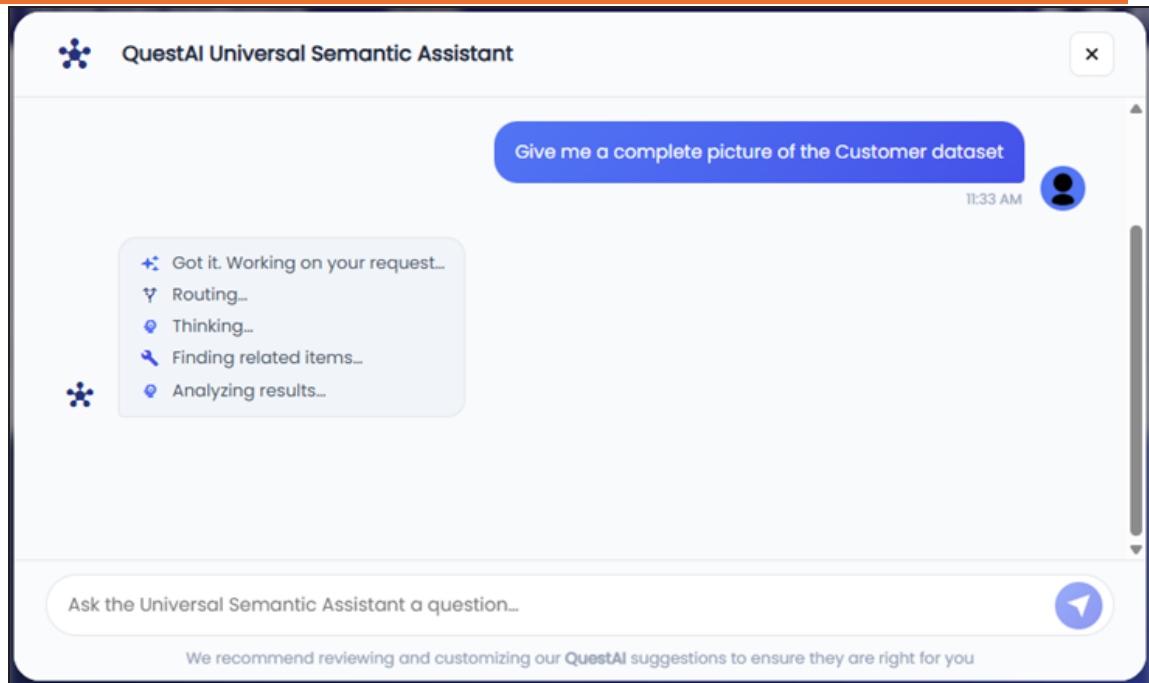 QuestAI Universal Semantic Assistant
Give me a complete picture of the Customer dataset
11:33 AM
Got it. Working on your request...
Routing...
Thinking...
Finding related items...
Analyzing results...
Ask the Universal Semantic Assistant a question...
We recommend reviewing and customizing our QuestAI suggestions to ensure they are right for you